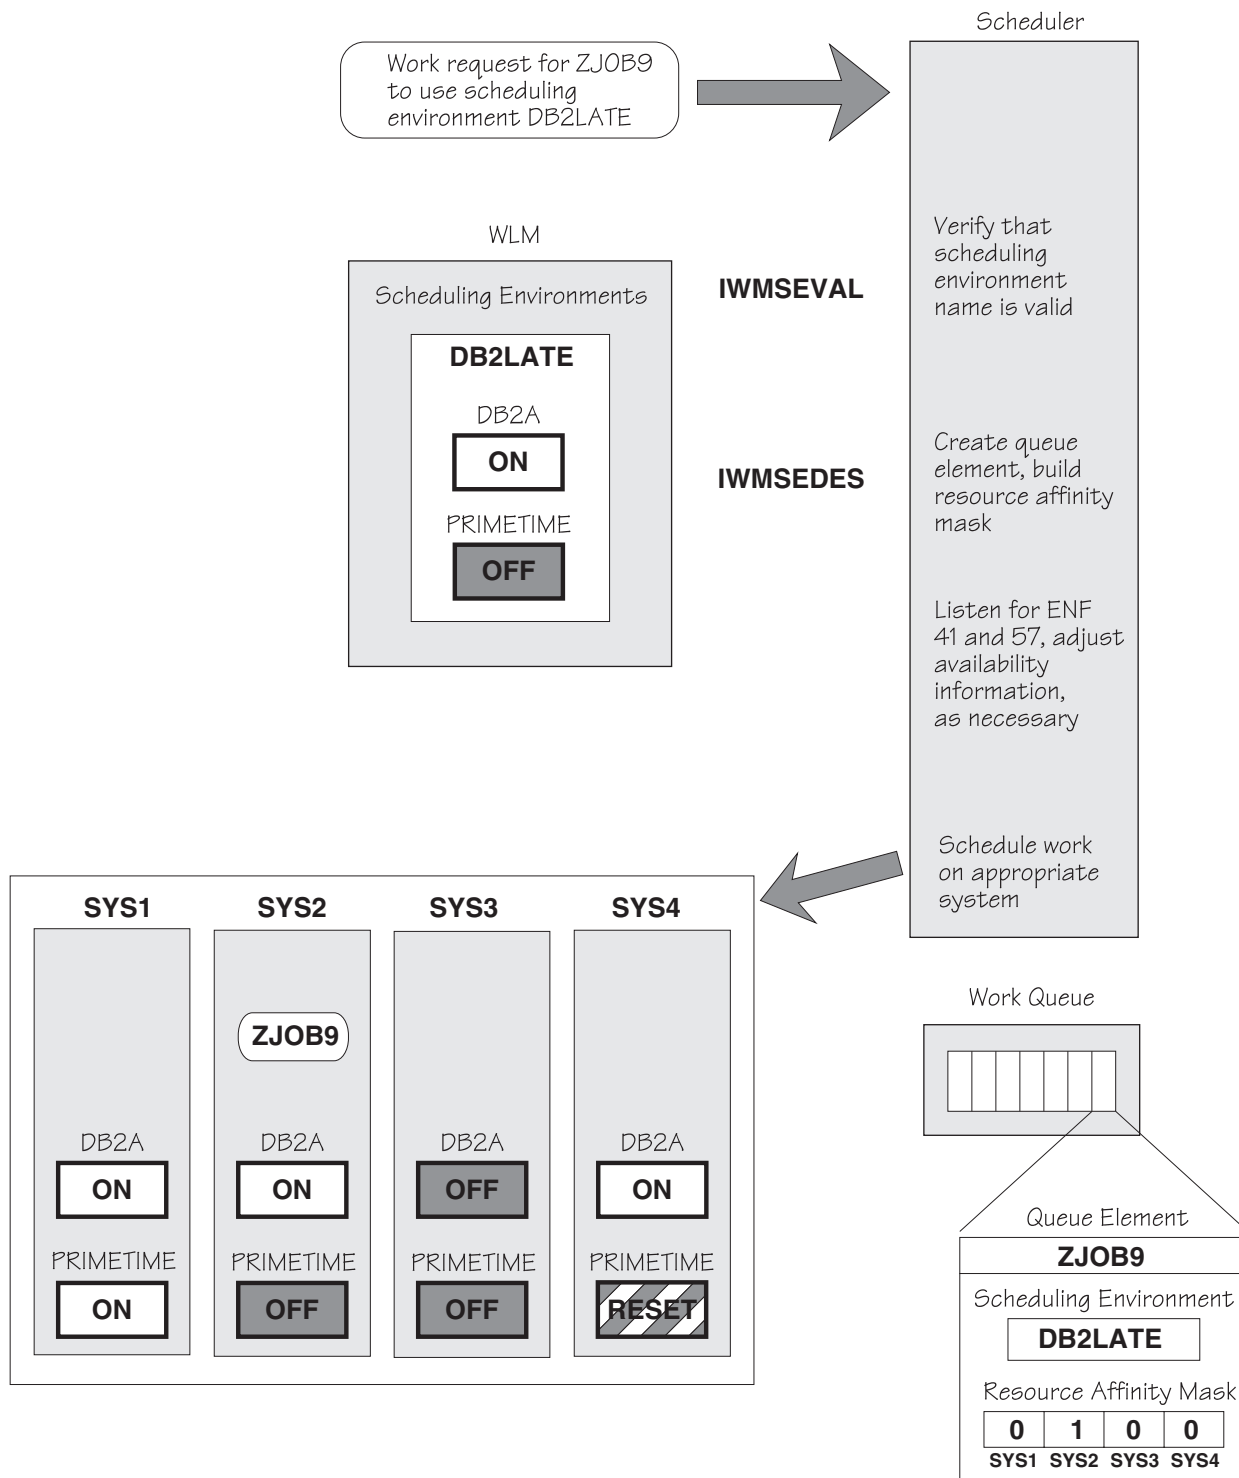 Scheduler
Work request for ZJOB9
to use scheduling
environment DB2LATE
WLM
Scheduling Environments
DB2LATE
DB2A
ON
PRIMETIME
OFF
IWMSEVAL
IWMSEDES
Verify that
scheduling
environment
name is valid
Create queue
element, build
resource affinity
mask
Listen for ENF
41 and 57, adjust
availability
information,
as necessary
Schedule work
on appropriate
system
SYS1
SYS2
SYS3
SYS4
ZJOB9
DB2A
DB2A
DB2A
DB2A
ON
ON
OFF
ON
PRIMETIME
PRIMETIME
PRIMETIME
PRIMETIME
ON
OFF
OFF
RESET
Work Queue
Queue Element
ZJOB9
Scheduling Environment
DB2LATE
Resource Affinity Mask
0 1 0 0
SYS1 SYS2 SYS3 SYS4